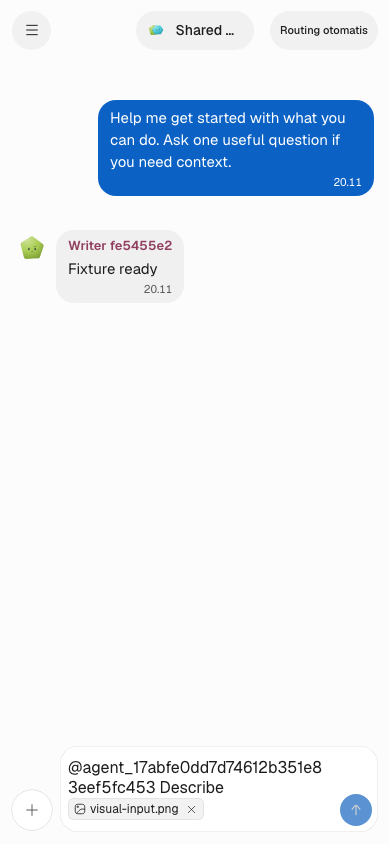 Shared ...
Routing otomatis
Help me get started with what you
can do. Ask one useful question if
you need context.
20.11
Writer fe5455e2
Fixture ready
20.11
@agent_17abfe0dd7d74612b351e8
3eef5fc453 Describe
visual-input.png